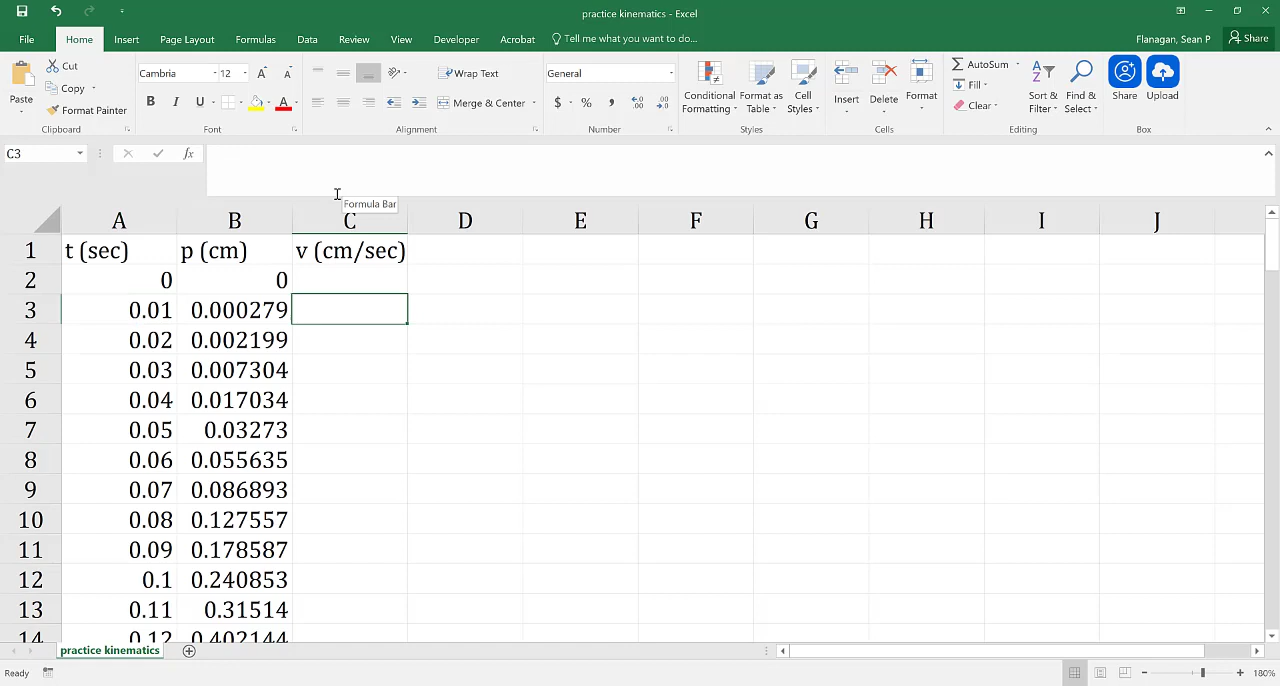 practice kinematics - Excel
File Home Insert Page Layout Formulas Data Review View Developer Acrobat Tell me what you want to do... Flanagan, Sean P Share
Paste Cut Copy Format Painter Clipboard
Cambria 12 A A B I U A Font
Wrap Text Merge & Center Alignment
General $ % , Number
Conditional Formatting Format as Table Cell Styles Styles
Insert Delete Format Cells
AutoSum Fill Clear Sort & Filter Find & Select Editing
Share Upload Box
C3 fx
Formula Bar
A B C D E F G H I J
1 t (sec) p (cm) v (cm/sec)
2 0 0
3 0.01 0.000279
4 0.02 0.002199
5 0.03 0.007304
6 0.04 0.017034
7 0.05 0.03273
8 0.06 0.055635
9 0.07 0.086893
10 0.08 0.127557
11 0.09 0.178587
12 0.1 0.240853
13 0.11 0.31514
14 0.12 0.402144
practice kinematics
Ready 180%